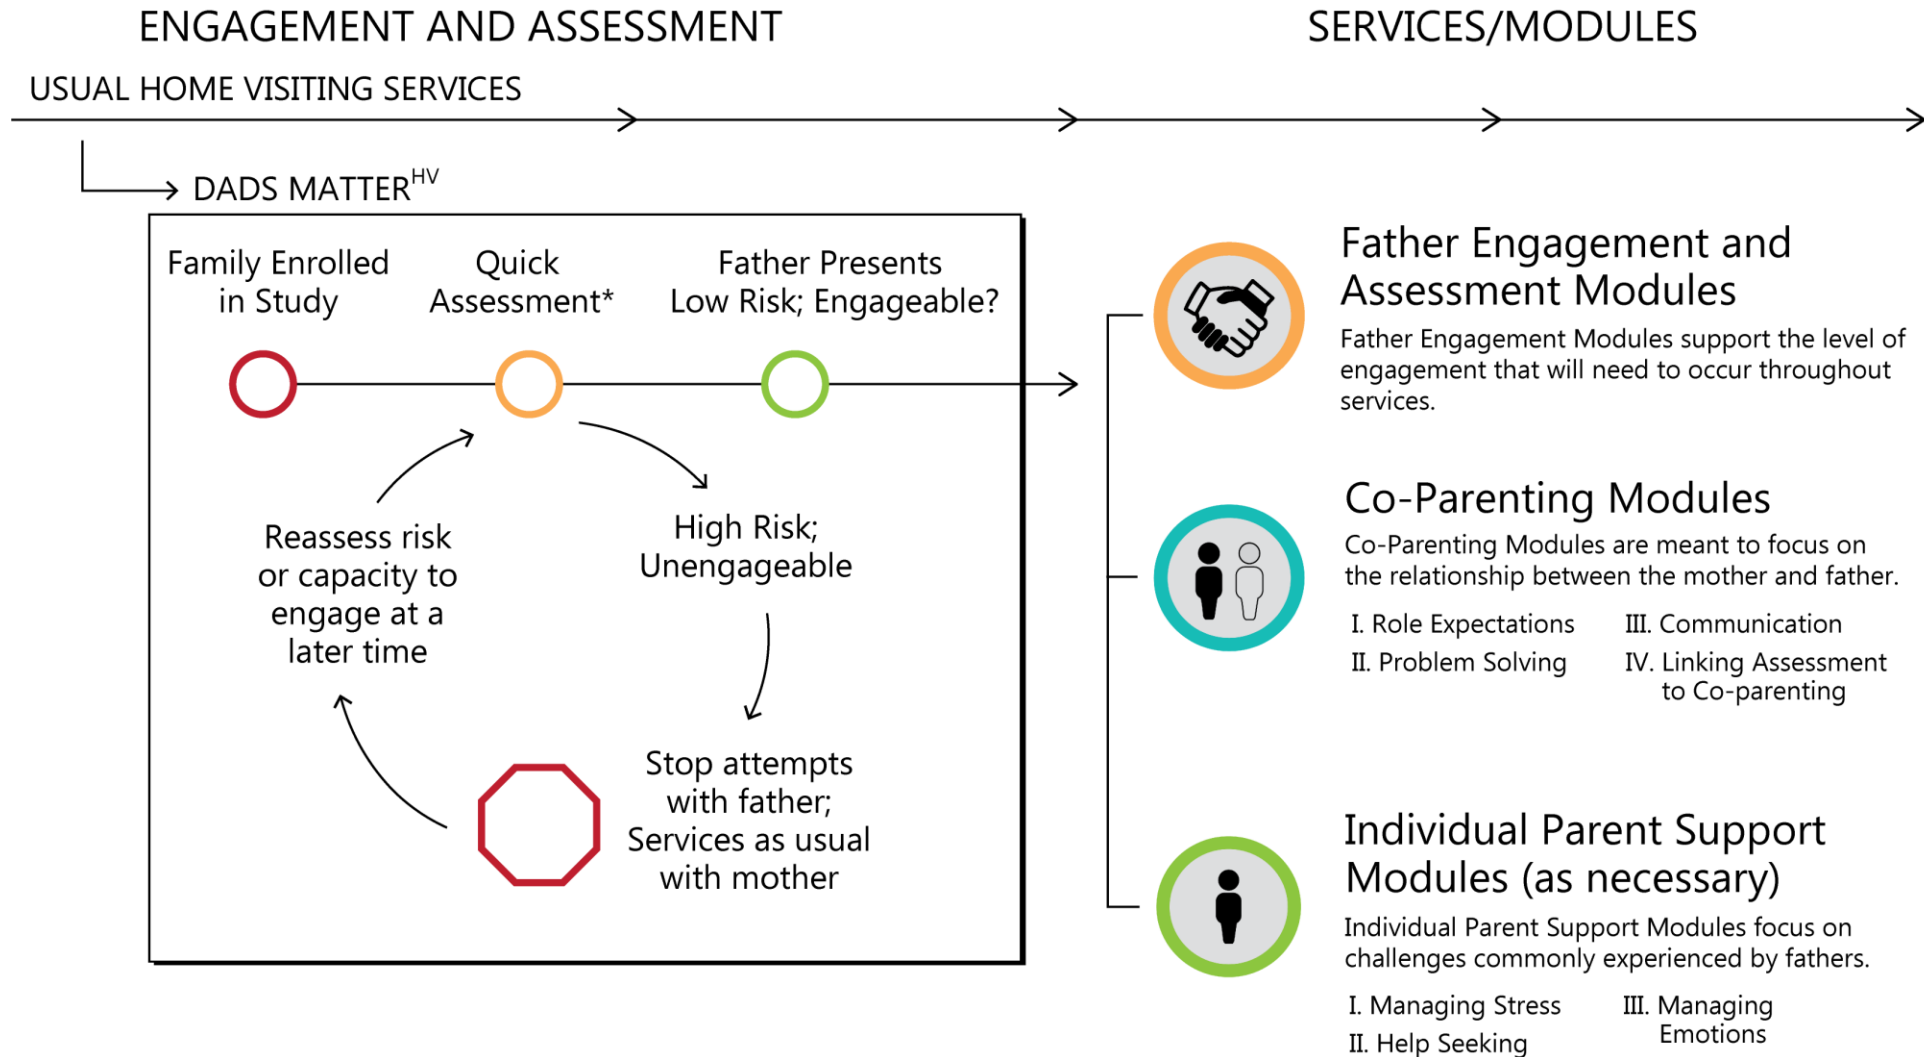 ENGAGEMENT AND ASSESSMENT
SERVICES/MODULES
USUAL HOME VISITING SERVICES
DADS MATTER^HV
Family Enrolled
in Study
Quick
Assessment*
Father Presents
Low Risk; Engageable?
High Risk;
Unengageable
Stop attempts
with father;
Services as usual
with mother
Reassess risk
or capacity to
engage at a
later time
Father Engagement and
Assessment Modules
Father Engagement Modules support the level of
engagement that will need to occur throughout
services.
Co-Parenting Modules
Co-Parenting Modules are meant to focus on
the relationship between the mother and father.
I. Role Expectations
II. Problem Solving
III. Communication
IV. Linking Assessment
to Co-parenting
Individual Parent Support
Modules (as necessary)
Individual Parent Support Modules focus on
challenges commonly experienced by fathers.
I. Managing Stress
II. Help Seeking
III. Managing
Emotions